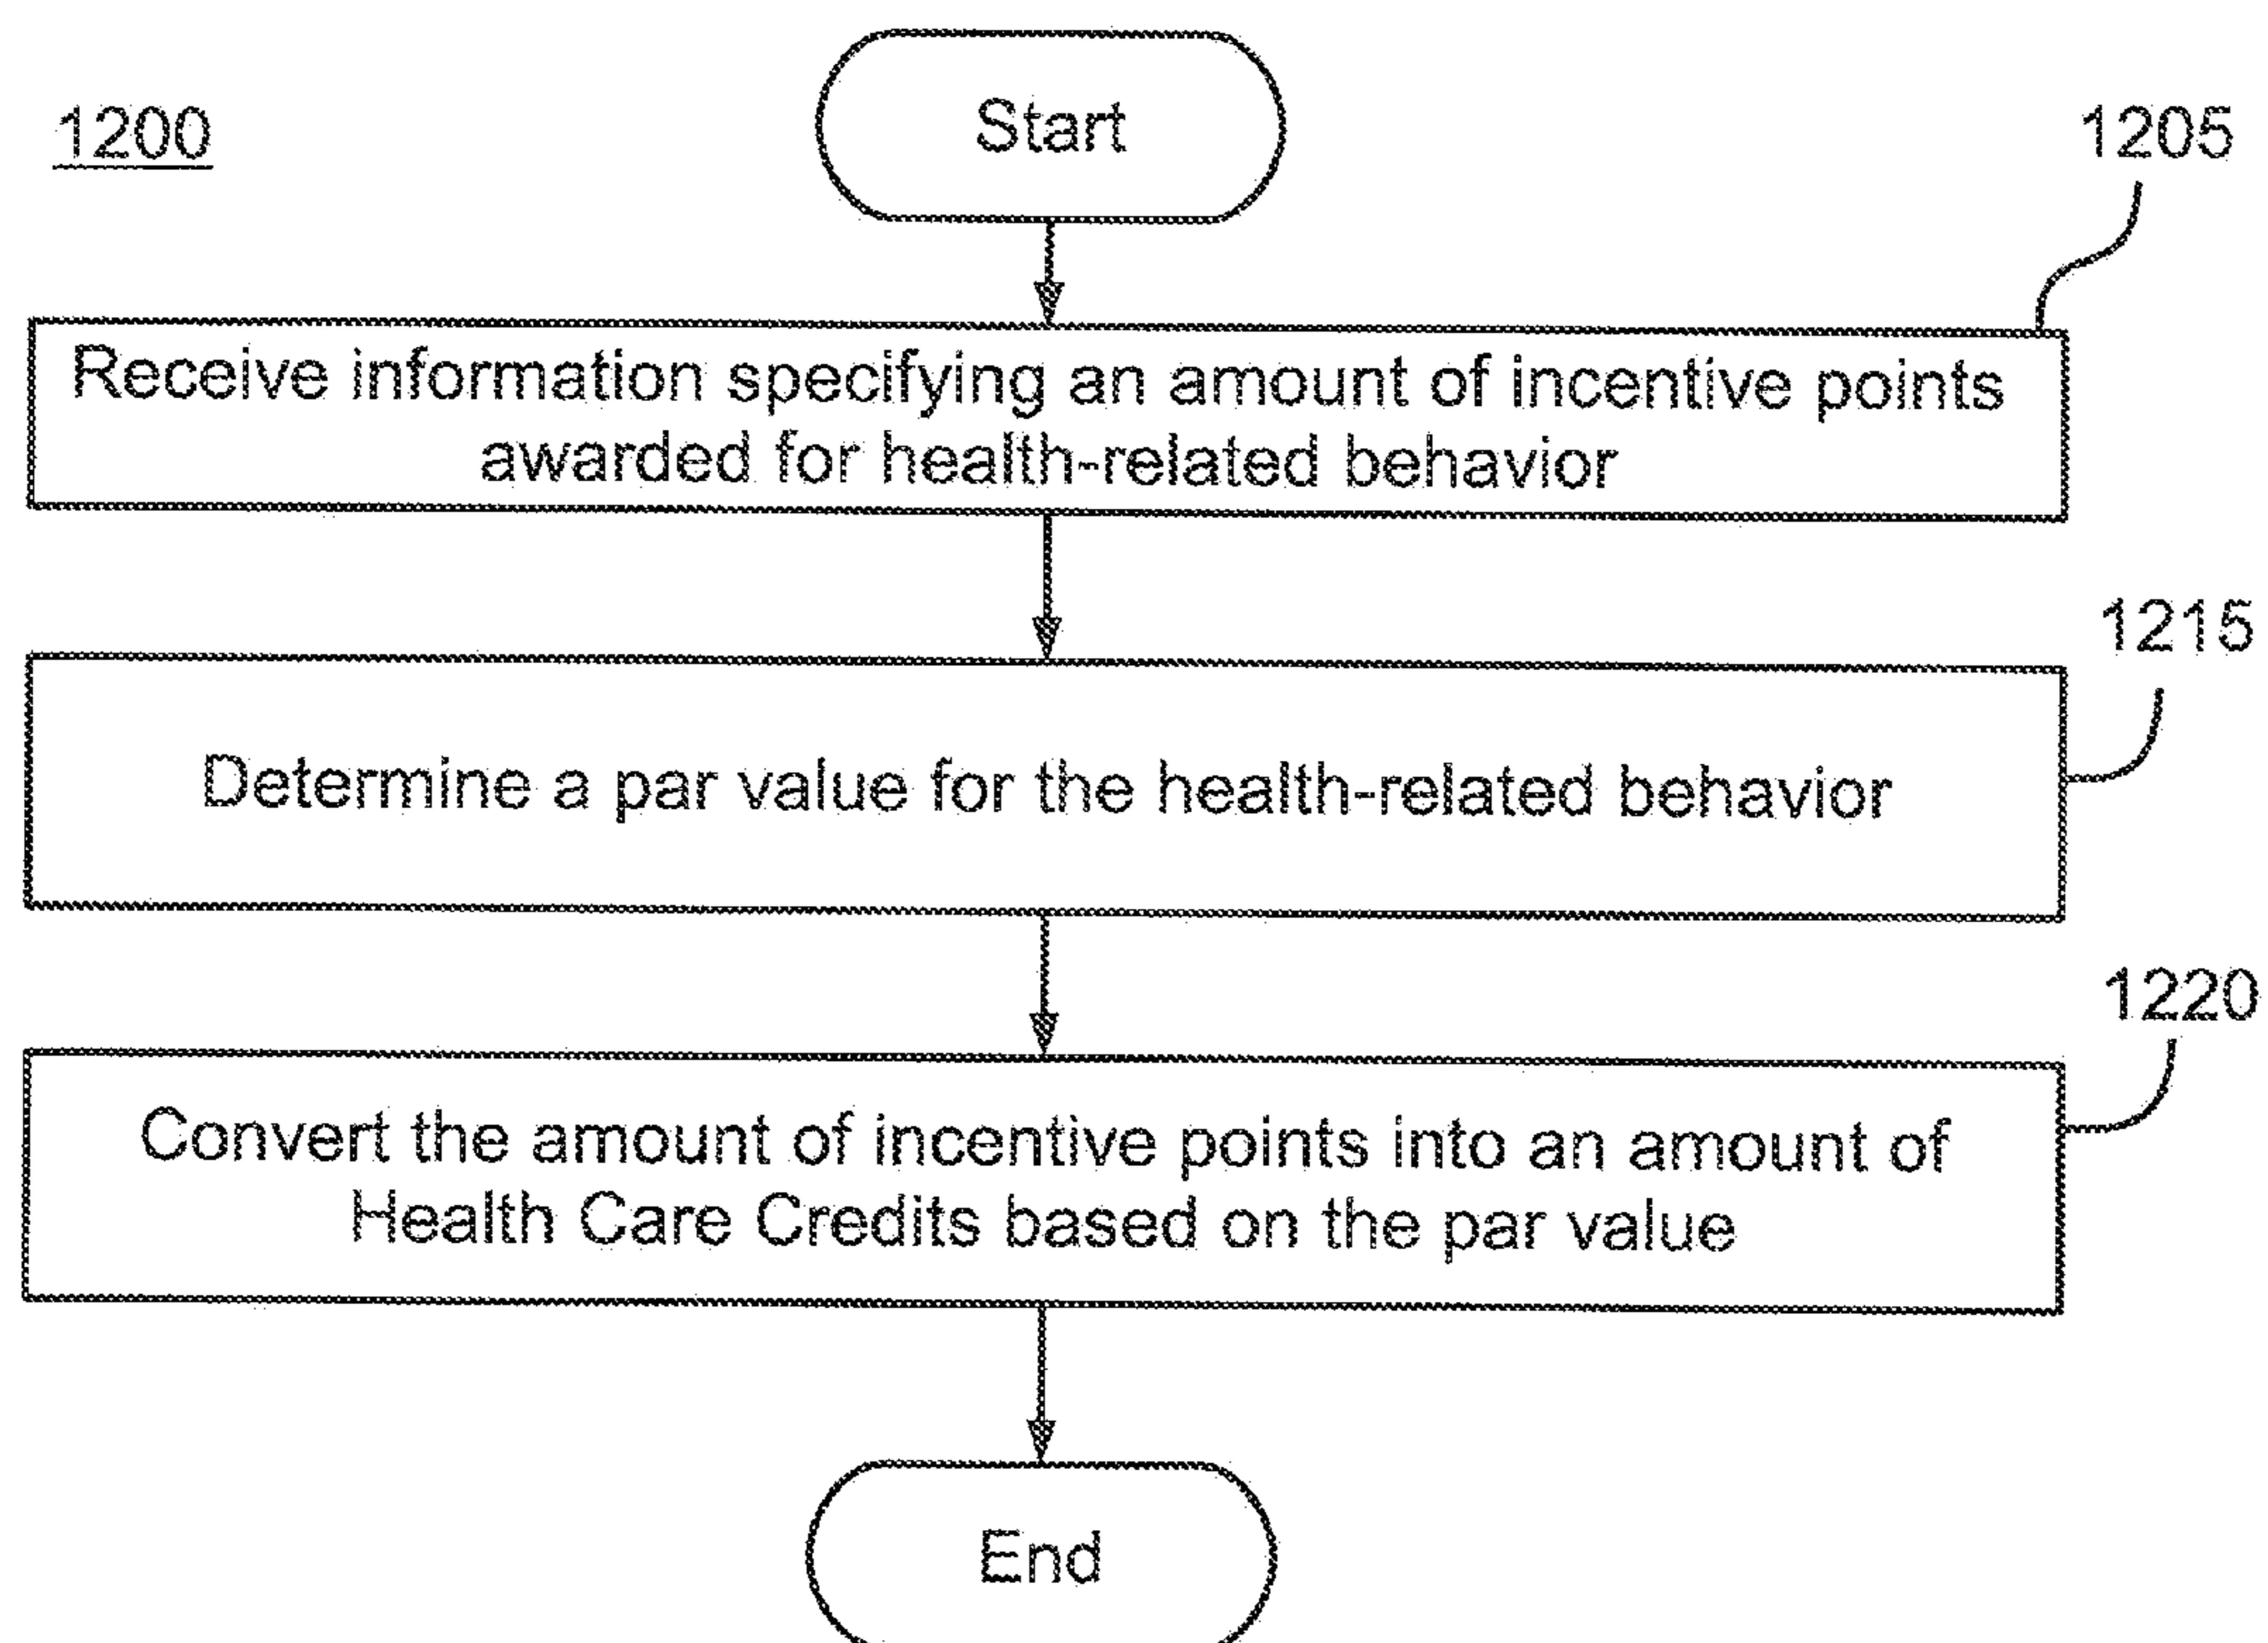 1200
Start
1205
Receive information specifying an amount of incentive points
awarded for health-related behavior
1215
Determine a par value for the health-related behavior
1220
Convert the amount of incentive points into an amount of
Health Care Credits based on the par value
End